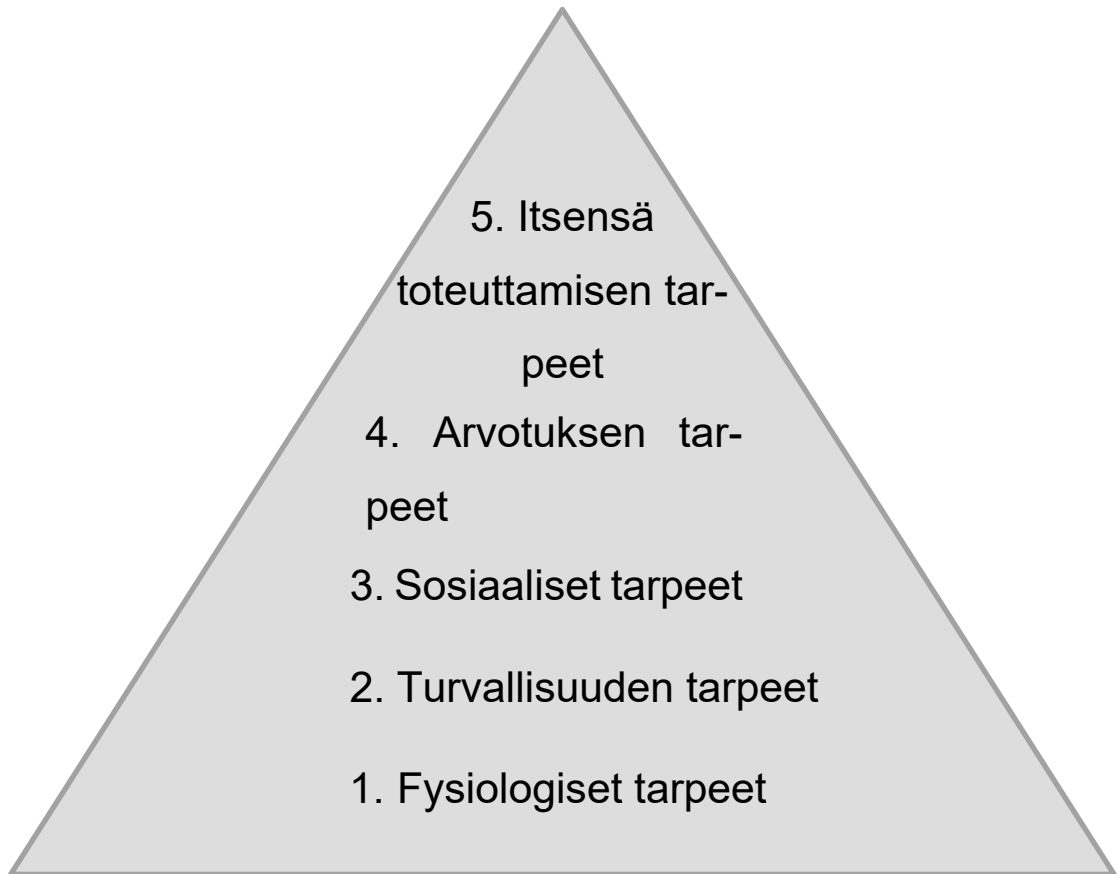 5. Itsensä
toteuttamisen tar-
peet
4. Arvotuksen tar-
peet
3. Sosiaaliset tarpeet
2. Turvallisuuden tarpeet
1. Fysiologiset tarpeet